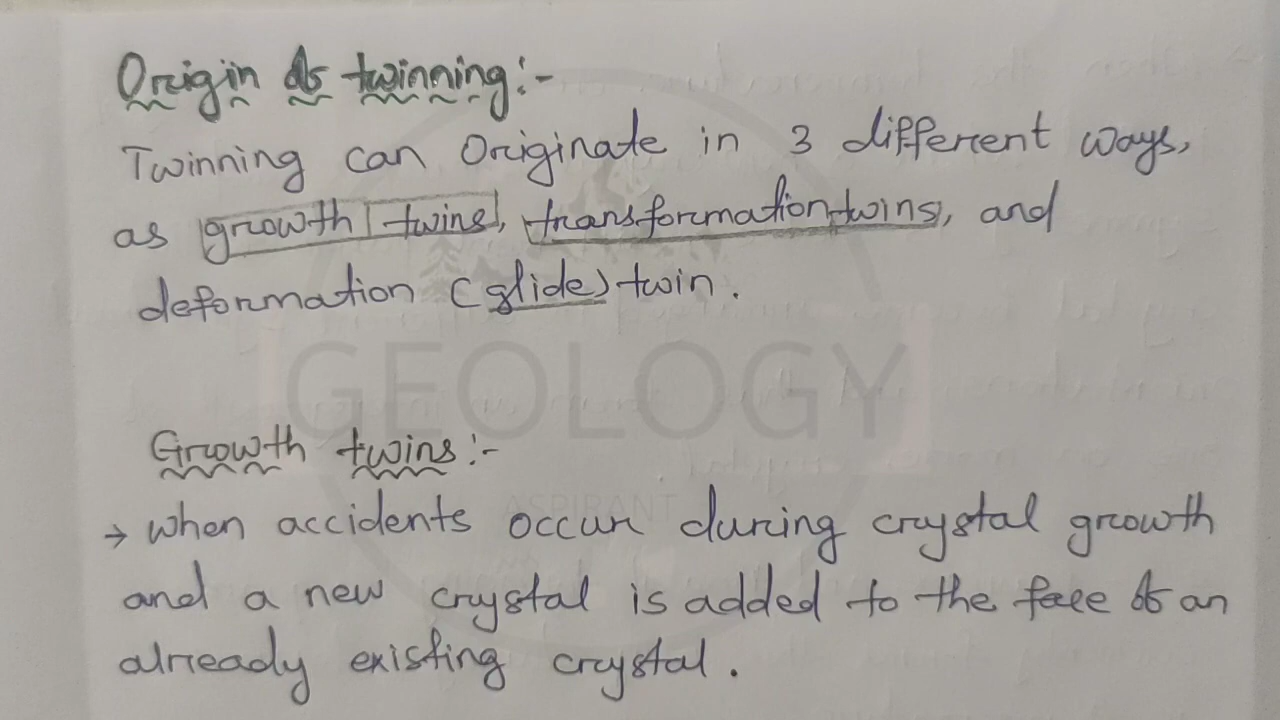 Origin of twinning:-
Twinning can Originate in 3 different ways,
as growth twins, transformation twins, and
deformation (glide) twin.
GEOLOGY
Growth twins:-
ASPIRANT
→ when accidents occur during crystal growth
and a new crystal is added to the face of an
already existing crystal.